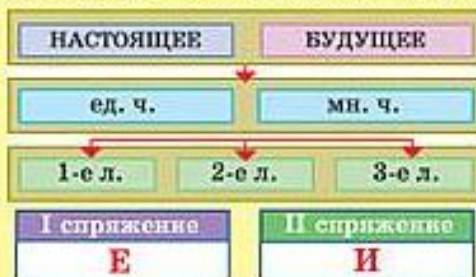 НАСТОЯЩЕЕ БУДУЩЕЕ
ед. ч. мн. ч.
1-е л. 2-е л. 3-е л.
I спряжение II спряжение
Е И